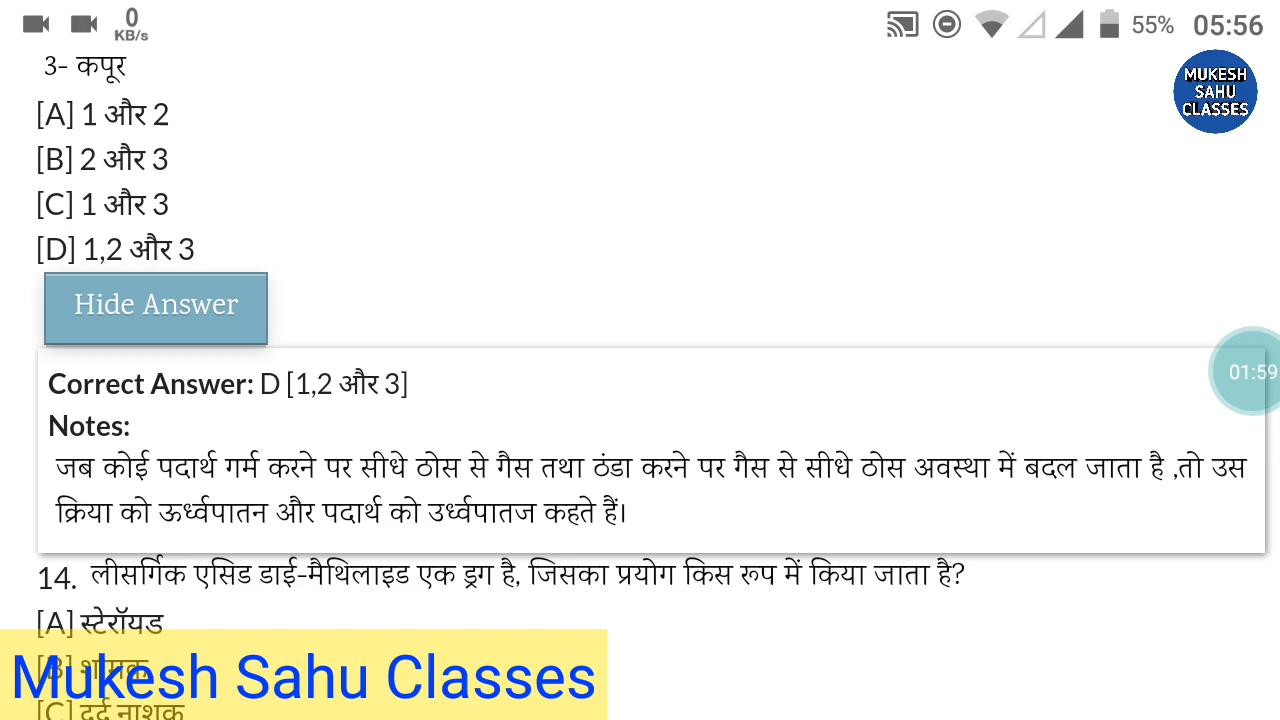 0
KB/s
55%
05:56
3- कपूर
MUKESH
SAHU
CLASSES
[A] 1 और 2
[B] 2 और 3
[C] 1 और 3
[D] 1,2 और 3
Hide Answer
01:59
Correct Answer: D [1,2 और 3]
Notes:
जब कोई पदार्थ गर्म करने पर सीधे ठोस से गैस तथा ठंडा करने पर गैस से सीधे ठोस अवस्था में बदल जाता है ,तो उस
क्रिया को ऊर्ध्वपातन और पदार्थ को उर्ध्वपातज कहते हैं।
14. लीसर्गिक एसिड डाई-मैथिलाइड एक ड्रग है, जिसका प्रयोग किस रूप में किया जाता है?
[A] स्टेरॉयड
[B]
Mukesh Sahu Classes
[C] दर्द नाशक